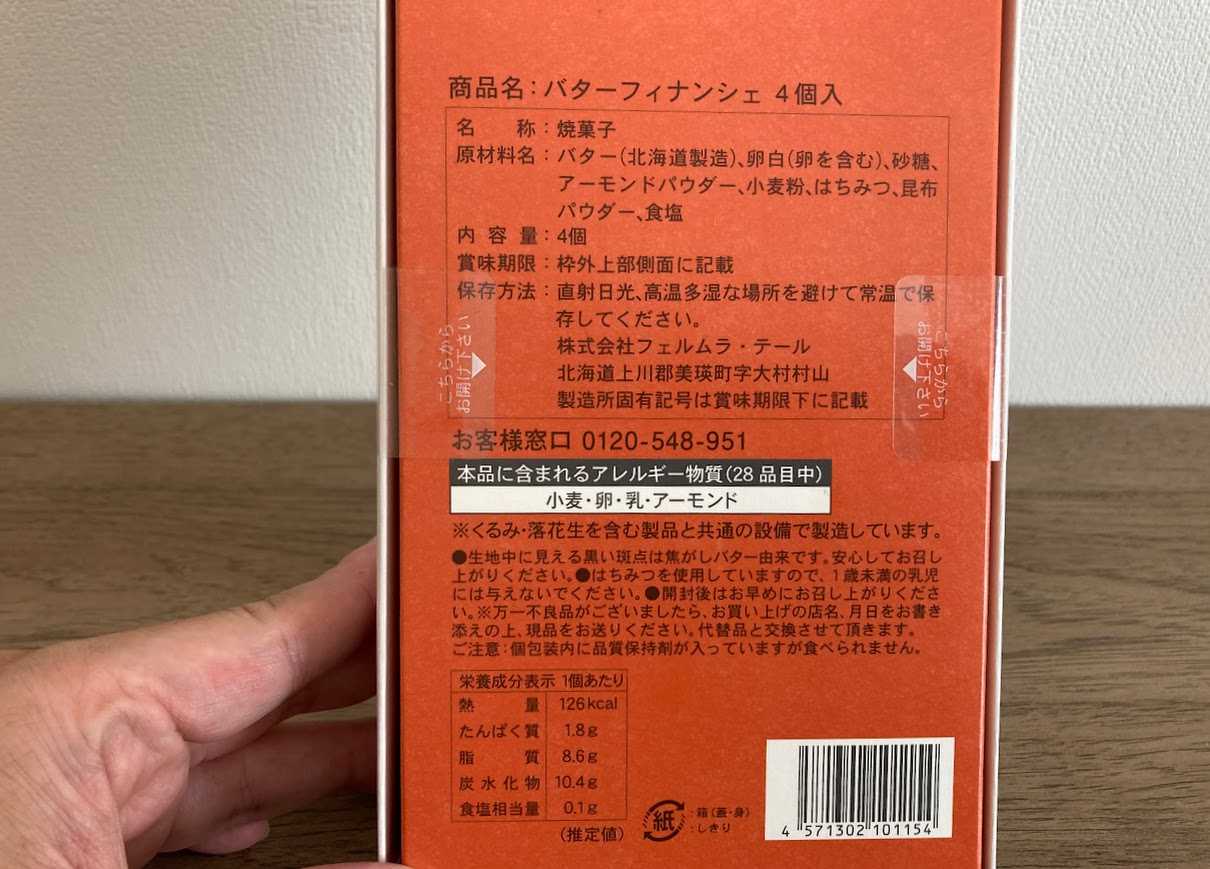 商品名：バターフィナンシェ 4個入
名称：焼菓子
原材料名：バター（北海道製造）、卵白（卵を含む）、砂糖、
アーモンドパウダー、小麦粉、はちみつ、昆布
パウダー、食塩
内容量：4個
賞味期限：枠外上部側面に記載
保存方法：直射日光、高温多湿な場所を避けて常温で保
存してください。
株式会社フェルムラ・テール
北海道上川郡美瑛町字大村村山
製造所固有記号は賞味期限下に記載
こちらから
お開け下さい
こちらから
お開け下さい
お客様窓口 0120-548-951
本品に含まれるアレルギー物質（28品目中）
小麦・卵・乳・アーモンド
※くるみ・落花生を含む製品と共通の設備で製造しています。
●生地中に見える黒い斑点は焦がしバター由来です。安心してお召し
上がりください。●はちみつを使用していますので、1歳未満の乳児
には与えないでください。●開封後はお早めにお召し上がりくださ
い。※万一不良品がございましたら、お買い上げの店名、月日をお書き
添えの上、現品をお送りください。代替品と交換させて頂きます。
ご注意：個包装内に品質保持剤が入っていますが食べられません。
栄養成分表示 1個あたり
熱量 126kcal
たんぱく質 1.8g
脂質 8.6g
炭水化物 10.4g
食塩相当量 0.1g
（推定値）
紙：箱（蓋・身）
：しきり
4 571302 101154